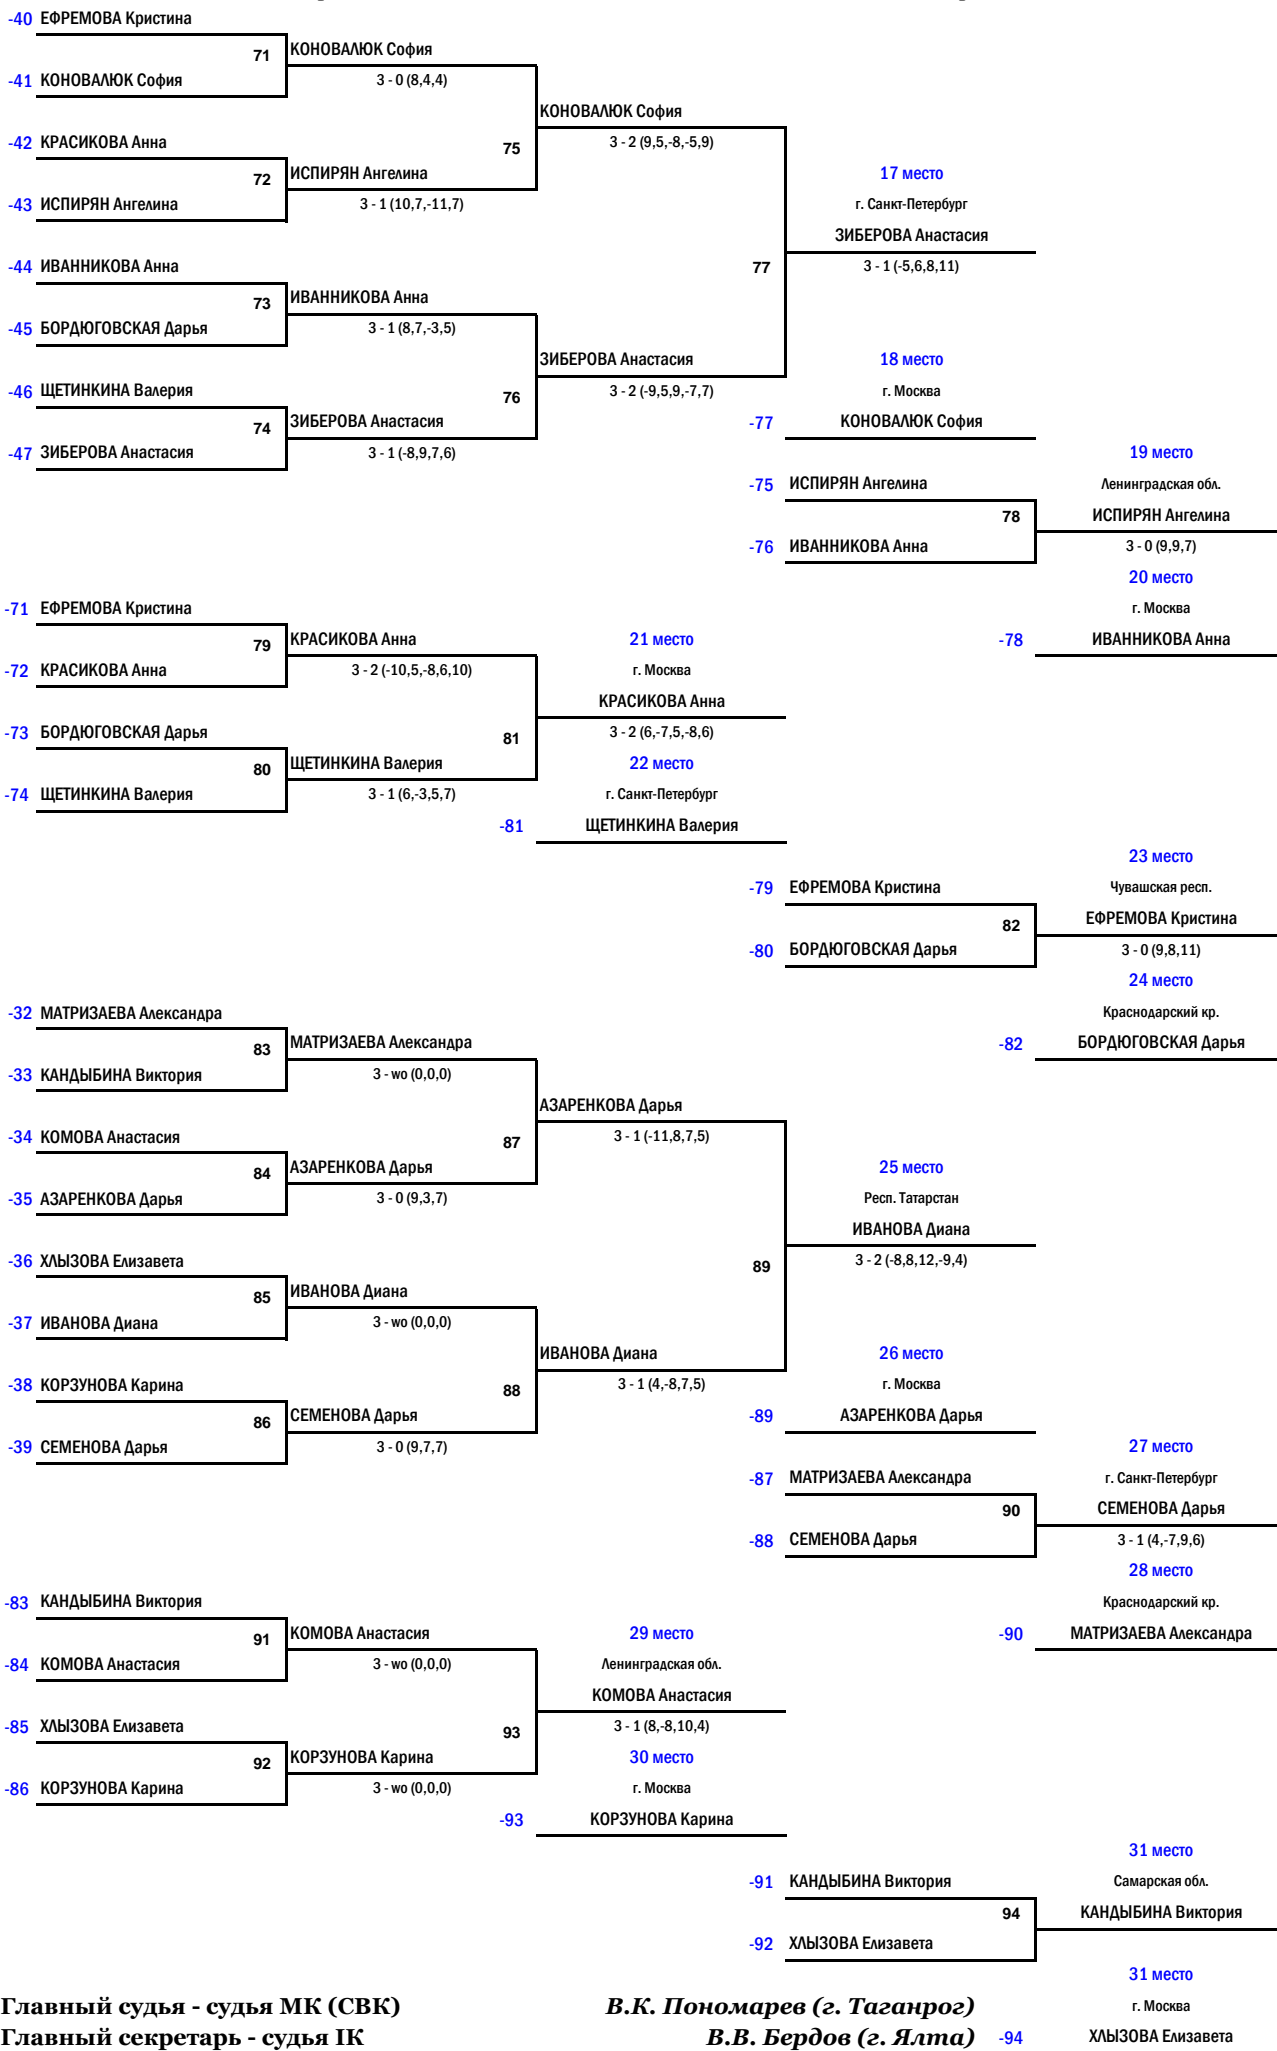 -40 ЕФРЕМОВА Кристина
71 КОНОВАЛЮК София
-41 КОНОВАЛЮК София 3 - 0 (8,4,4)
КОНОВАЛЮК София
-42 КРАСИКОВА Анна 75 3 - 2 (9,5,-8,-5,9)
72 ИСПИРЯН Ангелина 17 место
-43 ИСПИРЯН Ангелина 3 - 1 (10,7,-11,7) г. Санкт-Петербург
ЗИБЕРОВА Анастасия
-44 ИВАННИКОВА Анна 77 3 - 1 (-5,6,8,11)
73 ИВАННИКОВА Анна
-45 БОРДЮГОВСКАЯ Дарья 3 - 1 (8,7,-3,5)
ЗИБЕРОВА Анастасия 18 место
-46 ЩЕТИНКИНА Валерия 76 3 - 2 (-9,5,9,-7,7) г. Москва
74 ЗИБЕРОВА Анастасия -77 КОНОВАЛЮК София
-47 ЗИБЕРОВА Анастасия 3 - 1 (-8,9,7,6) 19 место
-75 ИСПИРЯН Ангелина Ленинградская обл.
78 ИСПИРЯН Ангелина
-76 ИВАННИКОВА Анна 3 - 0 (9,9,7)
20 место
-71 ЕФРЕМОВА Кристина г. Москва
79 КРАСИКОВА Анна 21 место -78 ИВАННИКОВА Анна
-72 КРАСИКОВА Анна 3 - 2 (-10,5,-8,6,10) г. Москва
КРАСИКОВА Анна
-73 БОРДЮГОВСКАЯ Дарья 81 3 - 2 (6,-7,5,-8,6)
80 ЩЕТИНКИНА Валерия 22 место
-74 ЩЕТИНКИНА Валерия 3 - 1 (6,-3,5,7) г. Санкт-Петербург
-81 ЩЕТИНКИНА Валерия
23 место
-79 ЕФРЕМОВА Кристина Чувашская респ.
82 ЕФРЕМОВА Кристина
-80 БОРДЮГОВСКАЯ Дарья 3 - 0 (9,8,11)
24 место
-32 МАТРИЗАЕВА Александра Краснодарский кр.
83 МАТРИЗАЕВА Александра -82 БОРДЮГОВСКАЯ Дарья
-33 КАНДЫБИНА Виктория 3 - wo (0,0,0)
АЗАРЕНКОВА Дарья
-34 КОМОВА Анастасия 87 3 - 1 (-11,8,7,5)
84 АЗАРЕНКОВА Дарья 25 место
-35 АЗАРЕНКОВА Дарья 3 - 0 (9,3,7) Респ. Татарстан
ИВАНОВА Диана
-36 ХЛЫЗОВА Елизавета 89 3 - 2 (-8,8,12,-9,4)
85 ИВАНОВА Диана
-37 ИВАНОВА Диана 3 - wo (0,0,0)
ИВАНОВА Диана 26 место
-38 КОРЗУНОВА Карина 88 3 - 1 (4,-8,7,5) г. Москва
86 СЕМЕНОВА Дарья -89 АЗАРЕНКОВА Дарья
-39 СЕМЕНОВА Дарья 3 - 0 (9,7,7) 27 место
-87 МАТРИЗАЕВА Александра г. Санкт-Петербург
90 СЕМЕНОВА Дарья
-88 СЕМЕНОВА Дарья 3 - 1 (4,-7,9,6)
28 место
-83 КАНДЫБИНА Виктория Краснодарский кр.
91 КОМОВА Анастасия 29 место -90 МАТРИЗАЕВА Александра
-84 КОМОВА Анастасия 3 - wo (0,0,0) Ленинградская обл.
КОМОВА Анастасия
-85 ХЛЫЗОВА Елизавета 93 3 - 1 (8,-8,10,4)
92 КОРЗУНОВА Карина 30 место
-86 КОРЗУНОВА Карина 3 - wo (0,0,0) г. Москва
-93 КОРЗУНОВА Карина
31 место
-91 КАНДЫБИНА Виктория Самарская обл.
94 КАНДЫБИНА Виктория
-92 ХЛЫЗОВА Елизавета
31 место
Главный судья - судья МК (СВК) В.К. Пономарев (г. Таганрог) г. Москва
Главный секретарь - судья IК В.В. Бердов (г. Ялта) -94 ХЛЫЗОВА Елизавета